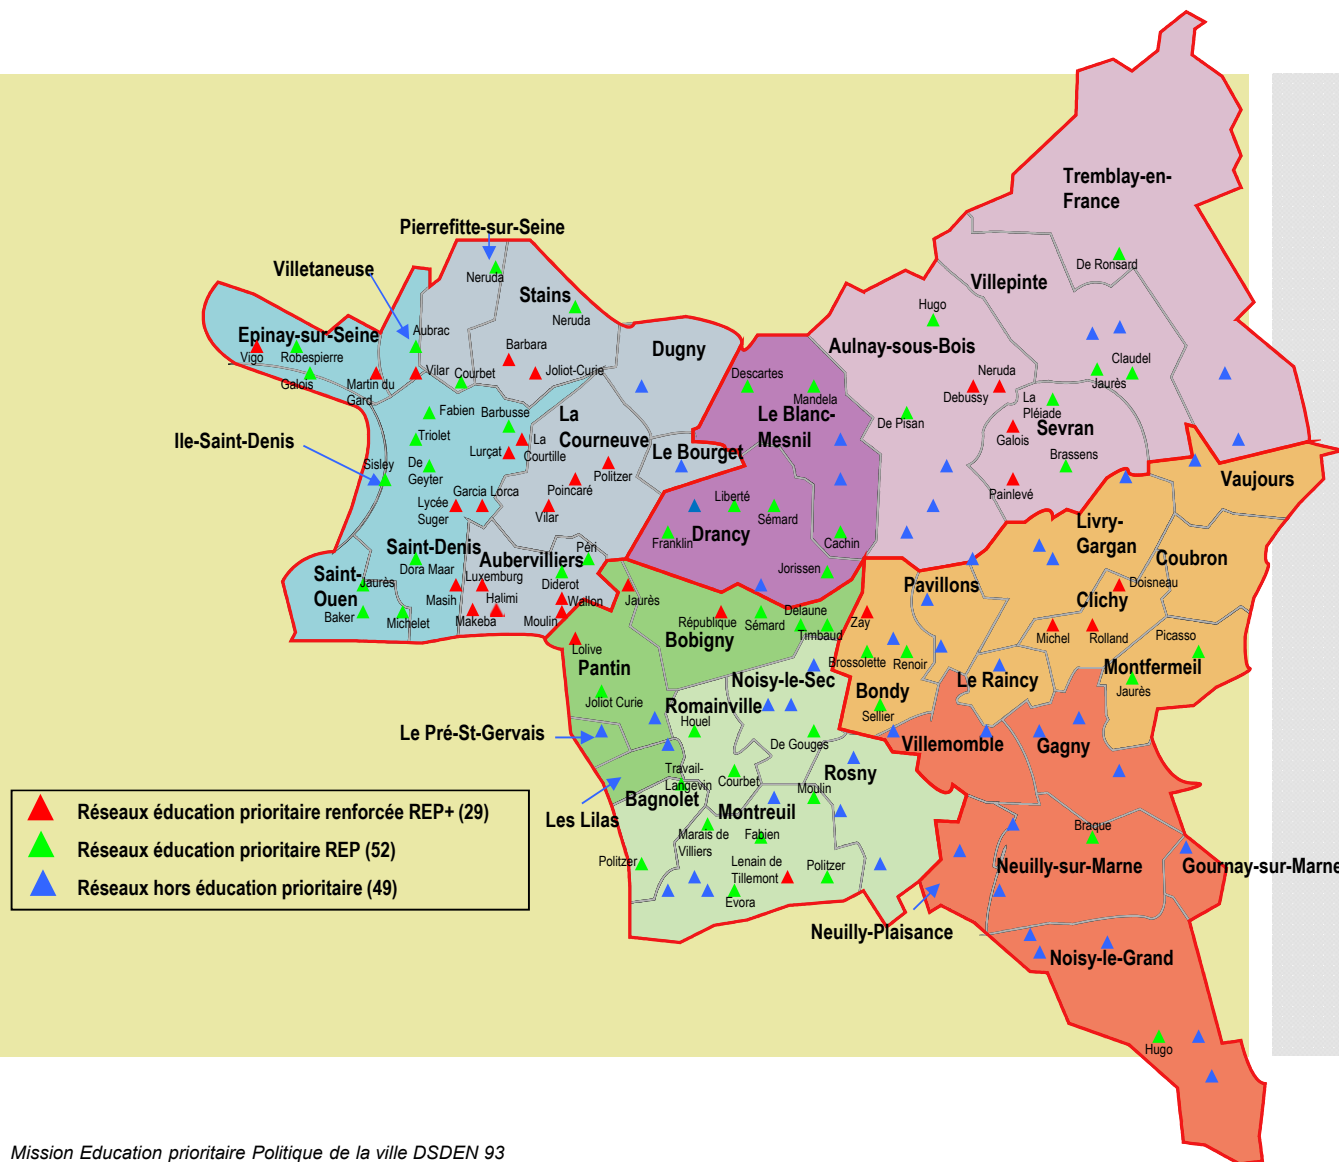 Tremblay-en-
France
Pierrefitte-sur-Seine
De Ronsard
Villetaneuse
Neruda
Villepinte
Stains
Hugo
Neruda
Epinay-sur-Seine
Aubrac
Vigo
Robespierre
Barbara
Dugny
Aulnay-sous-Bois
Galois
Martin du
Gard
Vilar
Courbet
Joliot-Curie
Descartes
Mandela
Neruda
Debussy
Claudel
Jaurès
Fabien
Barbusse
La
Courneuve
Le Blanc-
Mesnil
De Pisan
La
Pléiade
Galois
Sevran
Ile-Saint-Denis
Triolet
La
Courtille
Lurçat
Le Bourget
Sisley
De
Geyter
Politzer
Brassens
Vaujours
Lycée
Suger
Garcia Lorca
Poincaré
Vilar
Liberté
Sémard
Painlevé
Livry-
Gargan
Saint-Denis
Dora Maar
Aubervilliers
Péri
Franklin
Drancy
Cachin
Coubron
Saint-
Ouen
Jaurès
Luxemburg
Masih
Halimi
Diderot
Wallon
Jaurès
Jorissen
Pavillons
Doisneau
Clichy
Baker
Michelet
Makeba
Moulin
République
Sémard
Delaune
Timbaud
Zay
Michel
Rolland
Picasso
Lolive
Bobigny
Brossolette
Renoir
Montfermeil
Pantin
Noisy-le-Sec
Bondy
Le Raincy
Jaurès
Joliot Curie
Romainville
Houel
Sellier
Le Pré-St-Gervais
De Gouges
Villemomble
Gagny
Travail-
Langevin
Courbet
Rosny
Bagnolet
Moulin
Les Lilas
Montreuil
Marais de
Villiers
Fabien
Braque
Politzer
Lenain de
Tillemont
Politzer
Neuilly-sur-Marne
Gournay-sur-Marne
Evora
Neuilly-Plaisance
Noisy-le-Grand
Hugo
Réseaux éducation prioritaire renforcée REP+ (29)
Réseaux éducation prioritaire REP (52)
Réseaux hors éducation prioritaire (49)
Mission Education prioritaire Politique de la ville DSDEN 93